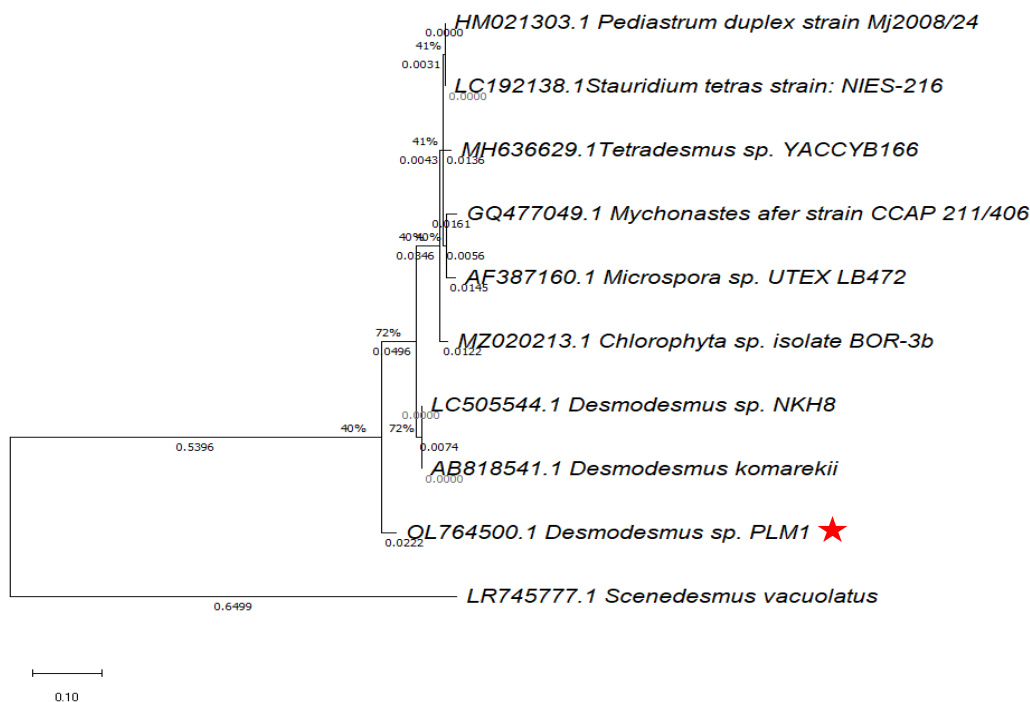 HM021303.1 Pediastrum duplex strain Mj2008/24
0.0000
41%
0.0031
LC192138.1Stauridium tetras strain: NIES-216
0.0000
41%
MH636629.1Tetradesmus sp. YACCYB166
0.0043
0.0136
GQ477049.1 Mychonastes afer strain CCAP 211/406
0.0161
40%
40%
0.0346
0.0056
AF387160.1 Microspora sp. UTEX LB472
0.0145
72%
MZ020213.1 Chlorophyta sp. isolate BOR-3b
0.0496
0.0122
LC505544.1 Desmodesmus sp. NKH8
0.0000
40%
72%
0.5396
0.0074
AB818541.1 Desmodesmus komarekii
0.0000
OL764500.1 Desmodesmus sp. PLM1
0.0222
LR745777.1 Scenedesmus vacuolatus
0.6499
0.10